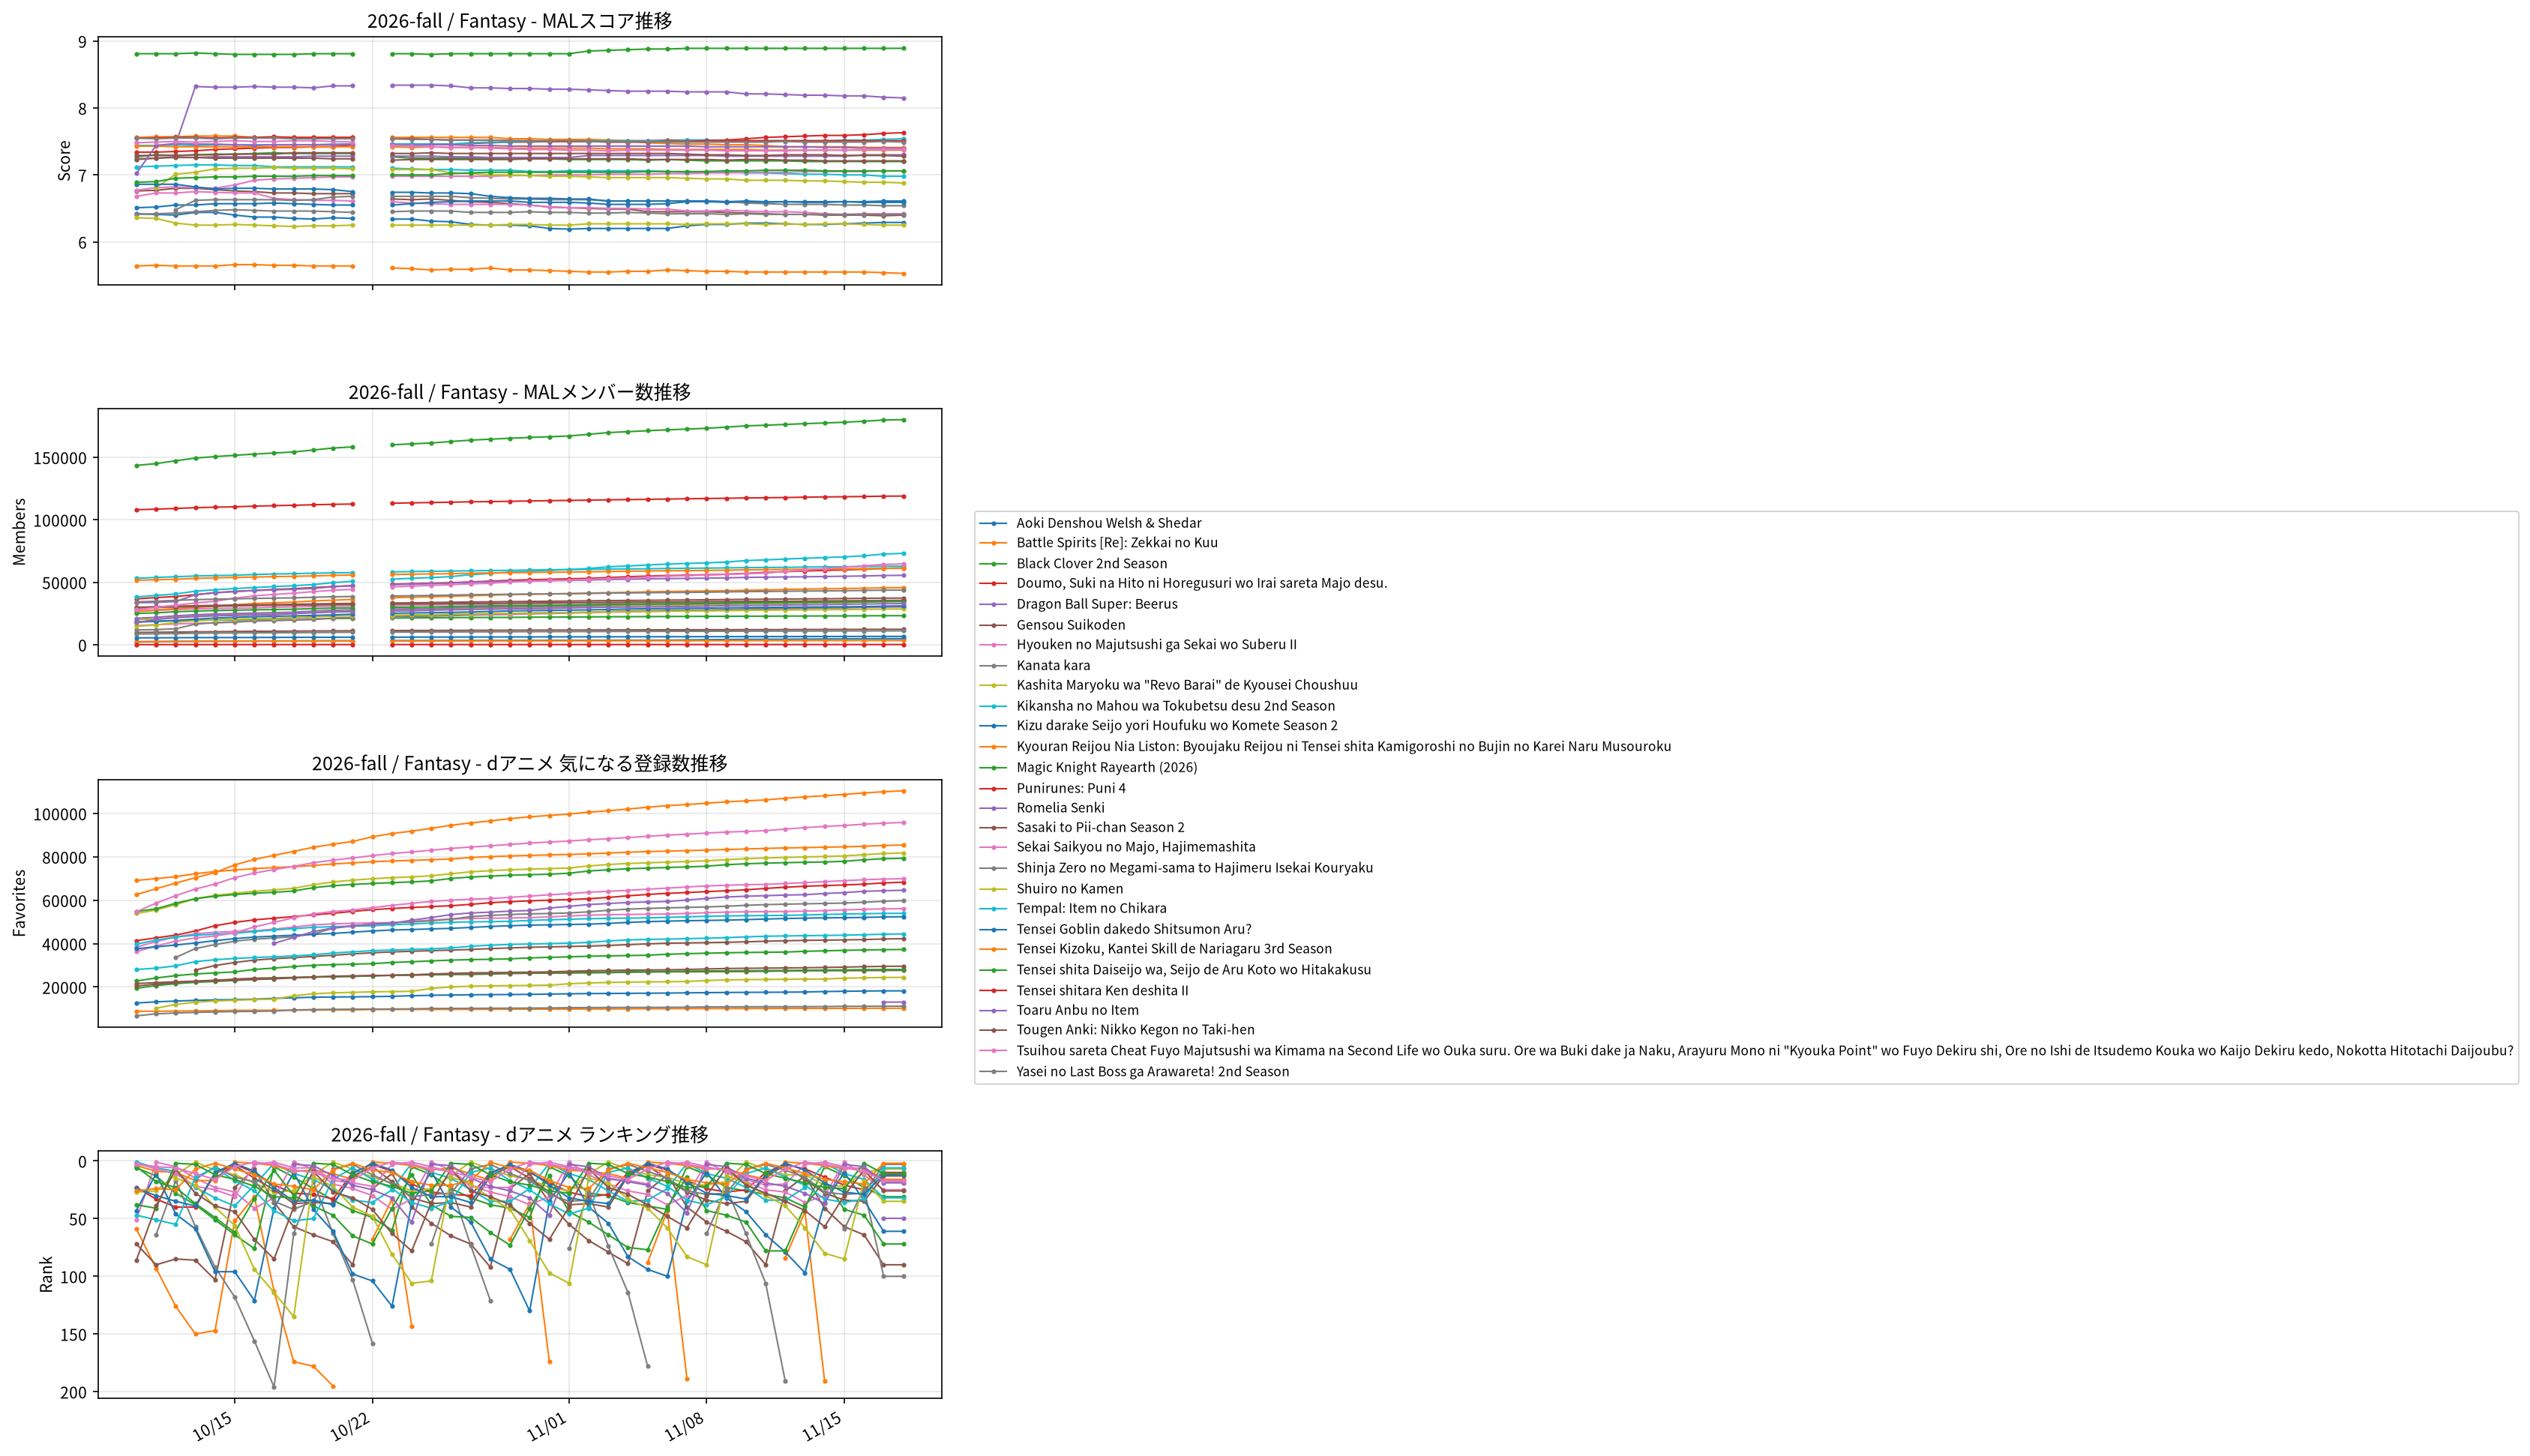 2026-fall / Fantasy - MALスコア推移
9
8
7
6
Score
2026-fall / Fantasy - MALメンバー数推移
150000
100000
50000
0
Members
2026-fall / Fantasy - dアニメ 気になる登録数推移
100000
80000
60000
40000
20000
Favorites
2026-fall / Fantasy - dアニメ ランキング推移
0
50
100
150
200
Rank
10/15
10/22
11/01
11/08
11/15
Aoki Denshou Welsh & Shedar
Battle Spirits [Re]: Zekkai no Kuu
Black Clover 2nd Season
Doumo, Suki na Hito ni Horegusuri wo Irai sareta Majo desu.
Dragon Ball Super: Beerus
Gensou Suikoden
Hyouken no Majutsushi ga Sekai wo Suberu II
Kanata kara
Kashita Maryoku wa "Revo Barai" de Kyousei Choushuu
Kikansha no Mahou wa Tokubetsu desu 2nd Season
Kizu darake Seijo yori Houfuku wo Komete Season 2
Kyouran Reijou Nia Liston: Byoujaku Reijou ni Tensei shita Kamigoroshi no Bujin no Karei Naru Musouroku
Magic Knight Rayearth (2026)
Punirunes: Puni 4
Romelia Senki
Sasaki to Pii-chan Season 2
Sekai Saikyou no Majo, Hajimemashita
Shinja Zero no Megami-sama to Hajimeru Isekai Kouryaku
Shuiro no Kamen
Tempal: Item no Chikara
Tensei Goblin dakedo Shitsumon Aru?
Tensei Kizoku, Kantei Skill de Nariagaru 3rd Season
Tensei shita Daiseijo wa, Seijo de Aru Koto wo Hitakakusu
Tensei shitara Ken deshita II
Toaru Anbu no Item
Tougen Anki: Nikko Kegon no Taki-hen
Tsuihou sareta Cheat Fuyo Majutsushi wa Kimama na Second Life wo Ouka suru. Ore wa Buki dake ja Naku, Arayuru Mono ni "Kyouka Point" wo Fuyo Dekiru shi, Ore no Ishi de Itsudemo Kouka wo Kaijo Dekiru kedo, Nokotta Hitotachi Daijoubu?
Yasei no Last Boss ga Arawareta! 2nd Season